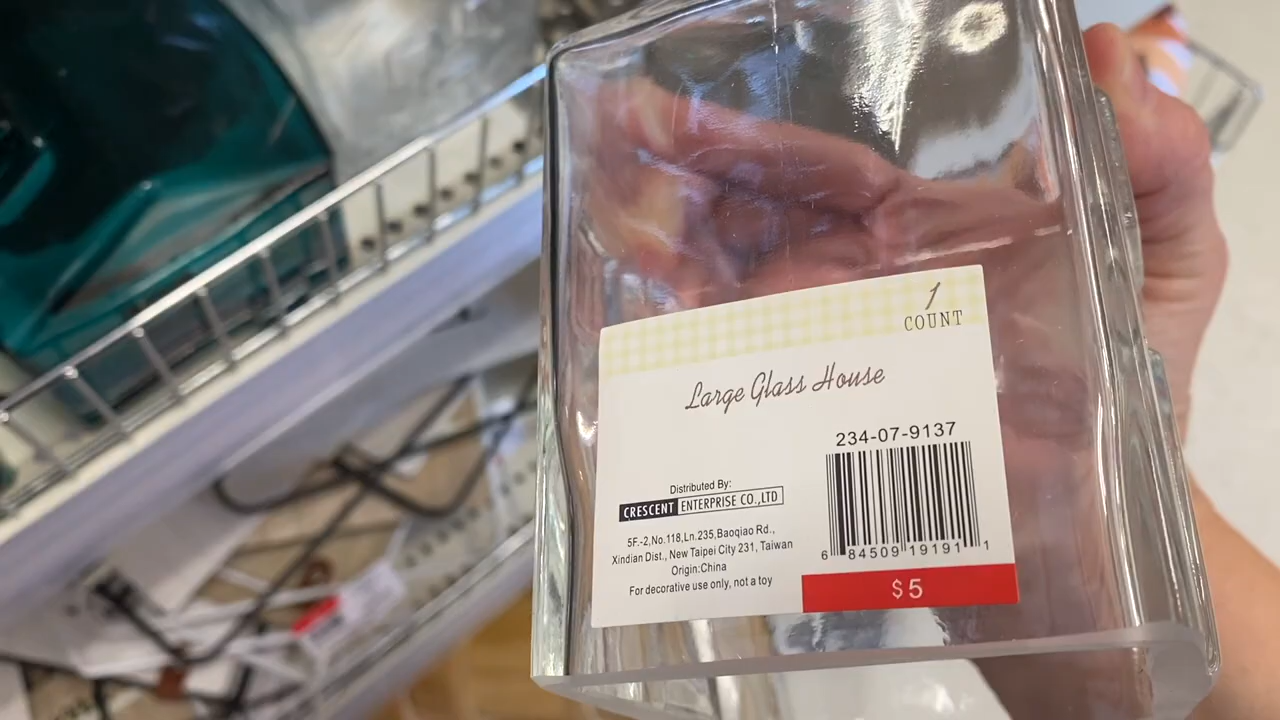 1
COUNT
Large Glass House
234-07-9137
Distributed By:
CRESCENT ENTERPRISE CO.,LTD
5F.-2,No.118,Ln.235,Baoqiao Rd.,
Xindian Dist., New Taipei City 231, Taiwan
Origin:China
For decorative use only, not a toy
6 84509 19191 1
$5